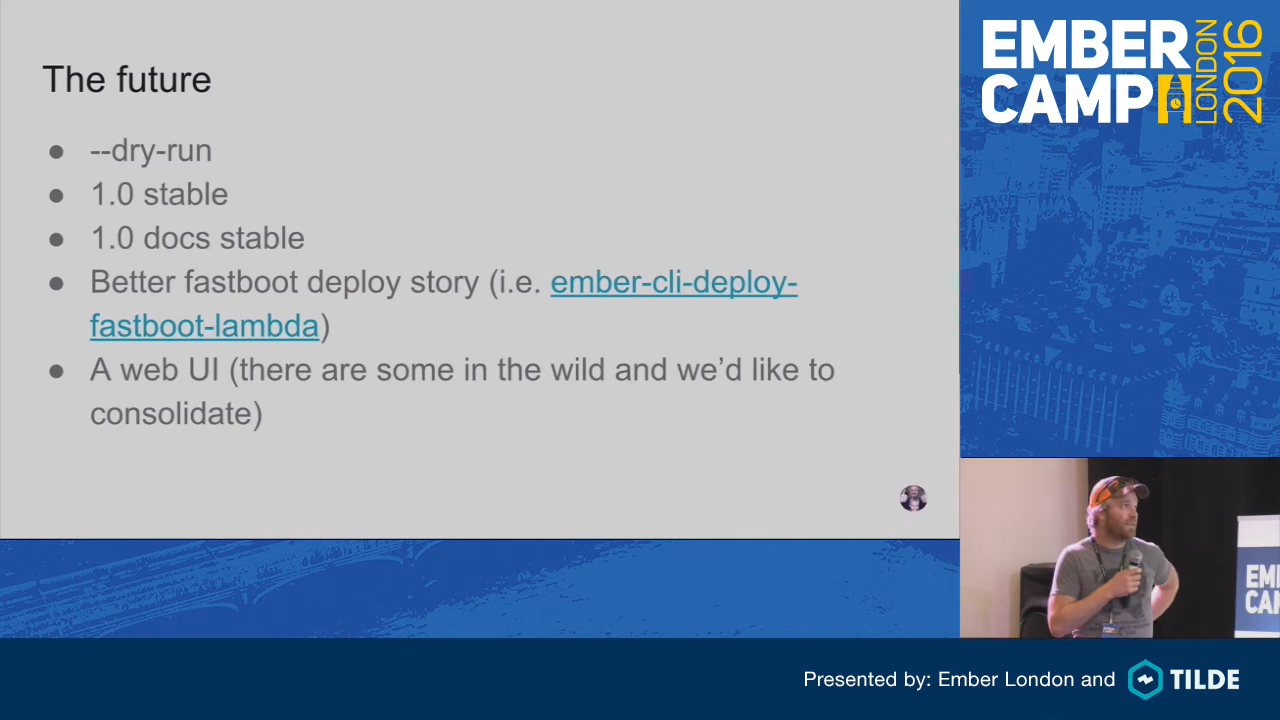 The future
● --dry-run
● 1.0 stable
● 1.0 docs stable
● Better fastboot deploy story (i.e. ember-cli-deploy-
fastboot-lambda)
● A web UI (there are some in the wild and we'd like to
consolidate)
EMBER
CAMP
LONDON
2016
EM
CA
Presented by: Ember London and TILDE